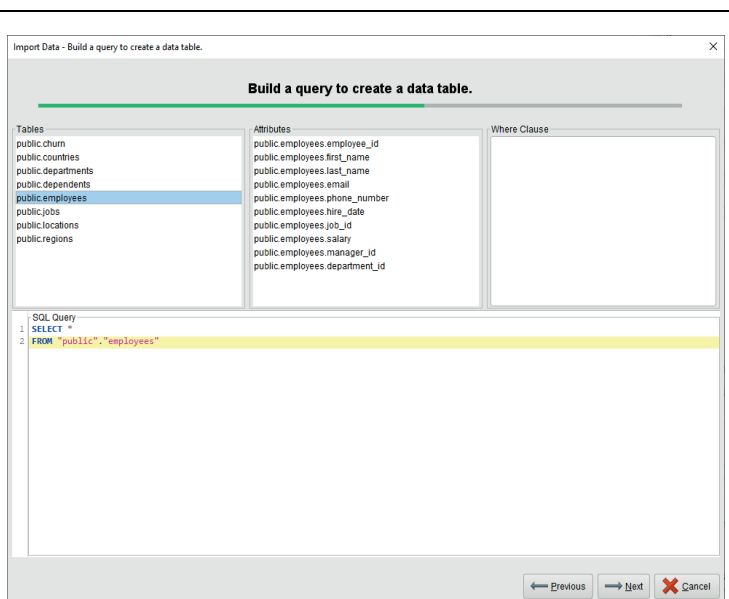 Import Data - Build a query to create a data table.
Build a query to create a data table.
Tables
public.churn
public.countries
public.departments
public.dependents
public.employees
public.jobs
public.locations
public.regions
Attributes
public.employees.employee_id
public.employees.first_name
public.employees.last_name
public.employees.email
public.employees.phone_number
public.employees.hire_date
public.employees.job_id
public.employees.salary
public.employees.manager_id
public.employees.department_id
Where Clause
SQL Query
1 SELECT *
2 FROM "public"."employees"
Previous Next Cancel